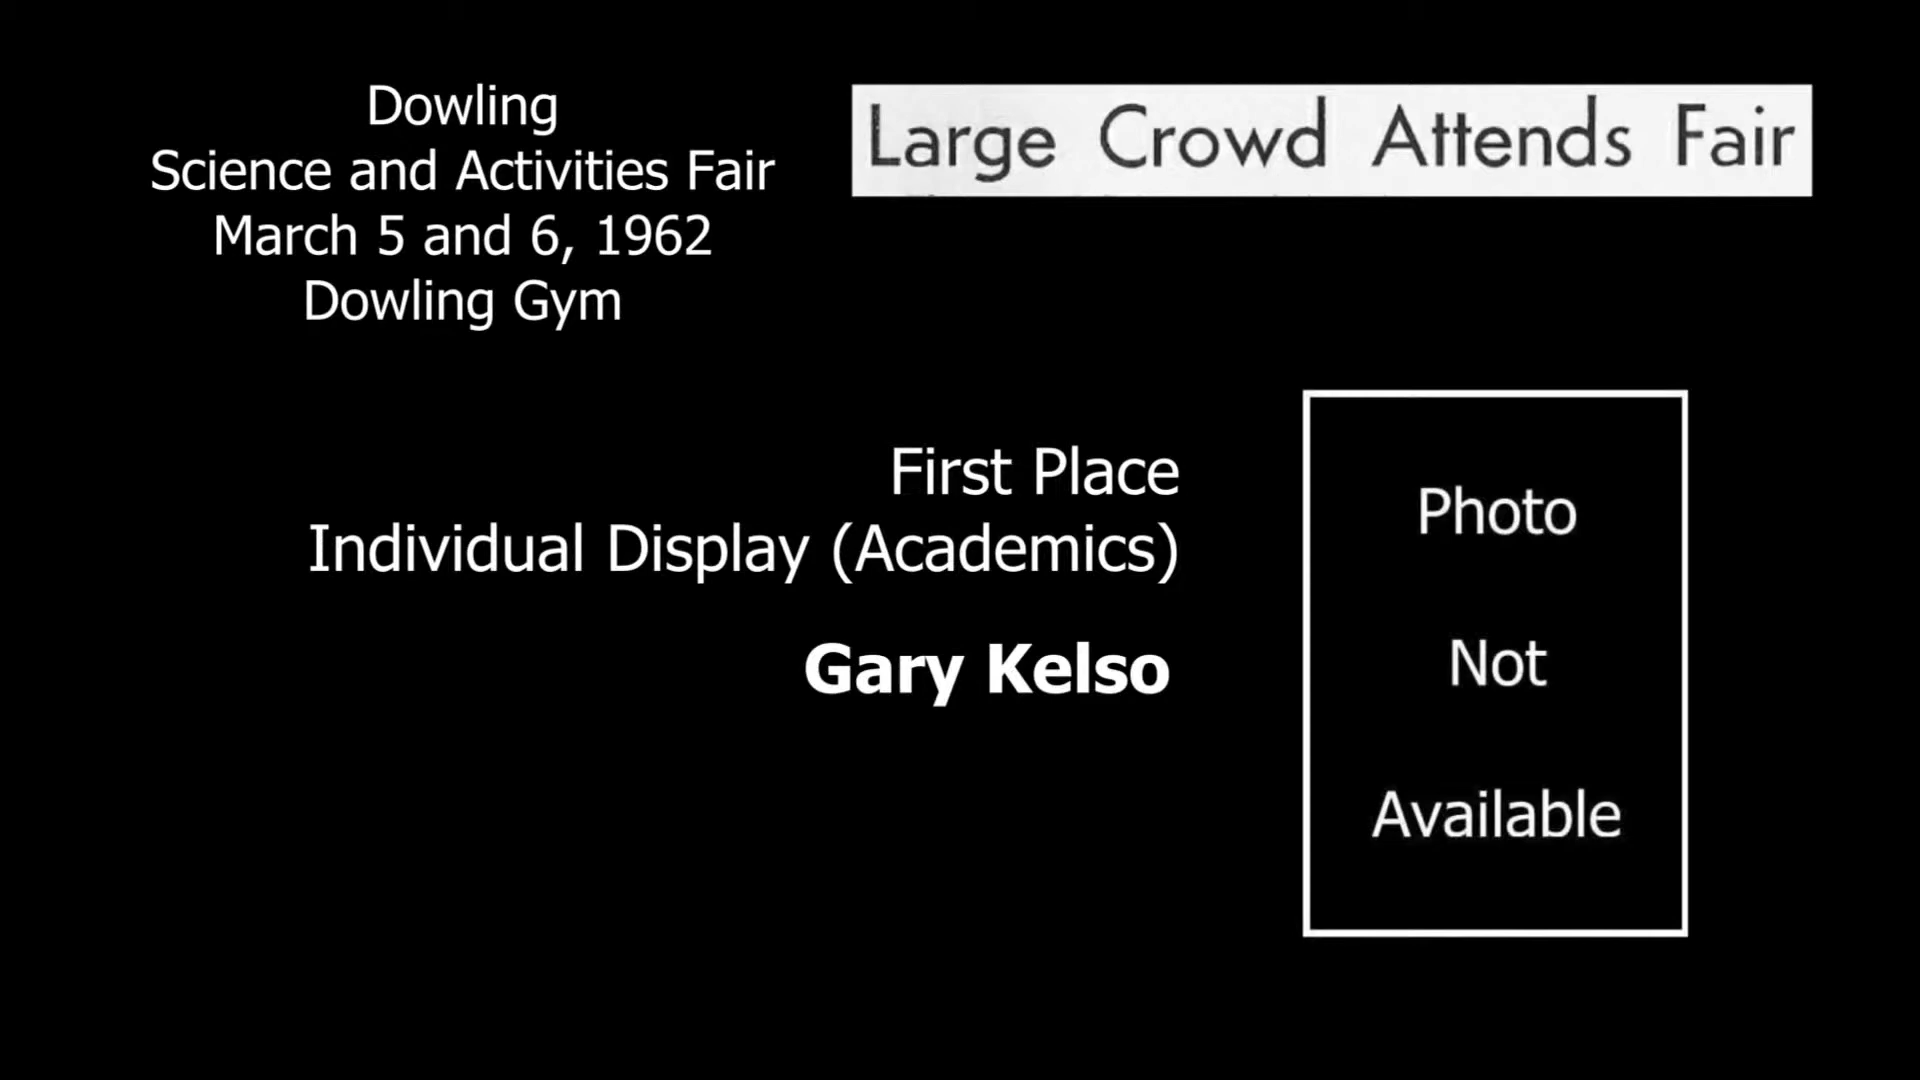 Dowling
Science and Activities Fair
March 5 and 6, 1962
Dowling Gym
Large Crowd Attends Fair
First Place
Individual Display (Academics)
Gary Kelso
Photo
Not
Available